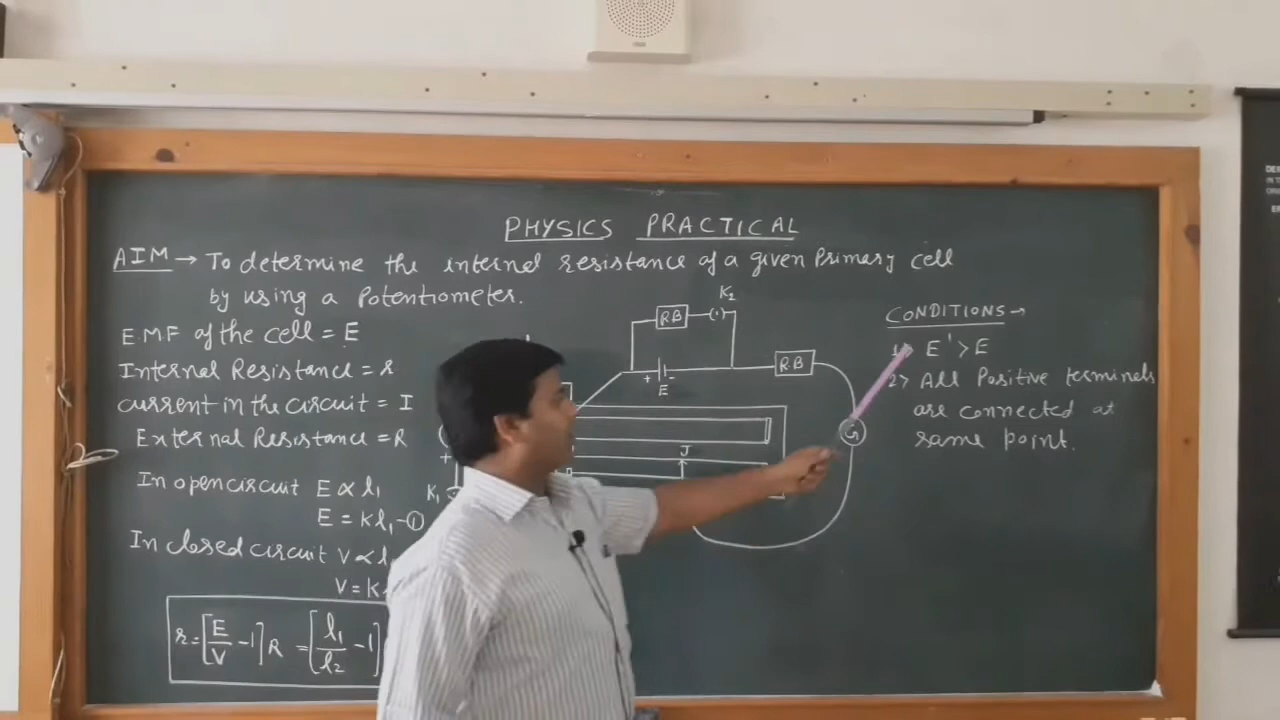 PHYSICS PRACTICAL
AIM → To determine the internal resistance of a given Primary cell
by using a Potentiometer.
EMF of the cell = E
Internal Resistance = r
current in the circuit = I
External Resistance = R
In open circuit E ∝ l₁
E = Kl₁ -①
In closed circuit V ∝ l
V = K
r = [E/V - 1] R = [l₁/l₂ - 1]
K₂
RB
+ E -
RB
J
G
+
K₁
CONDITIONS →
1> E' > E
2> All Positive terminals
are connected at
same point.